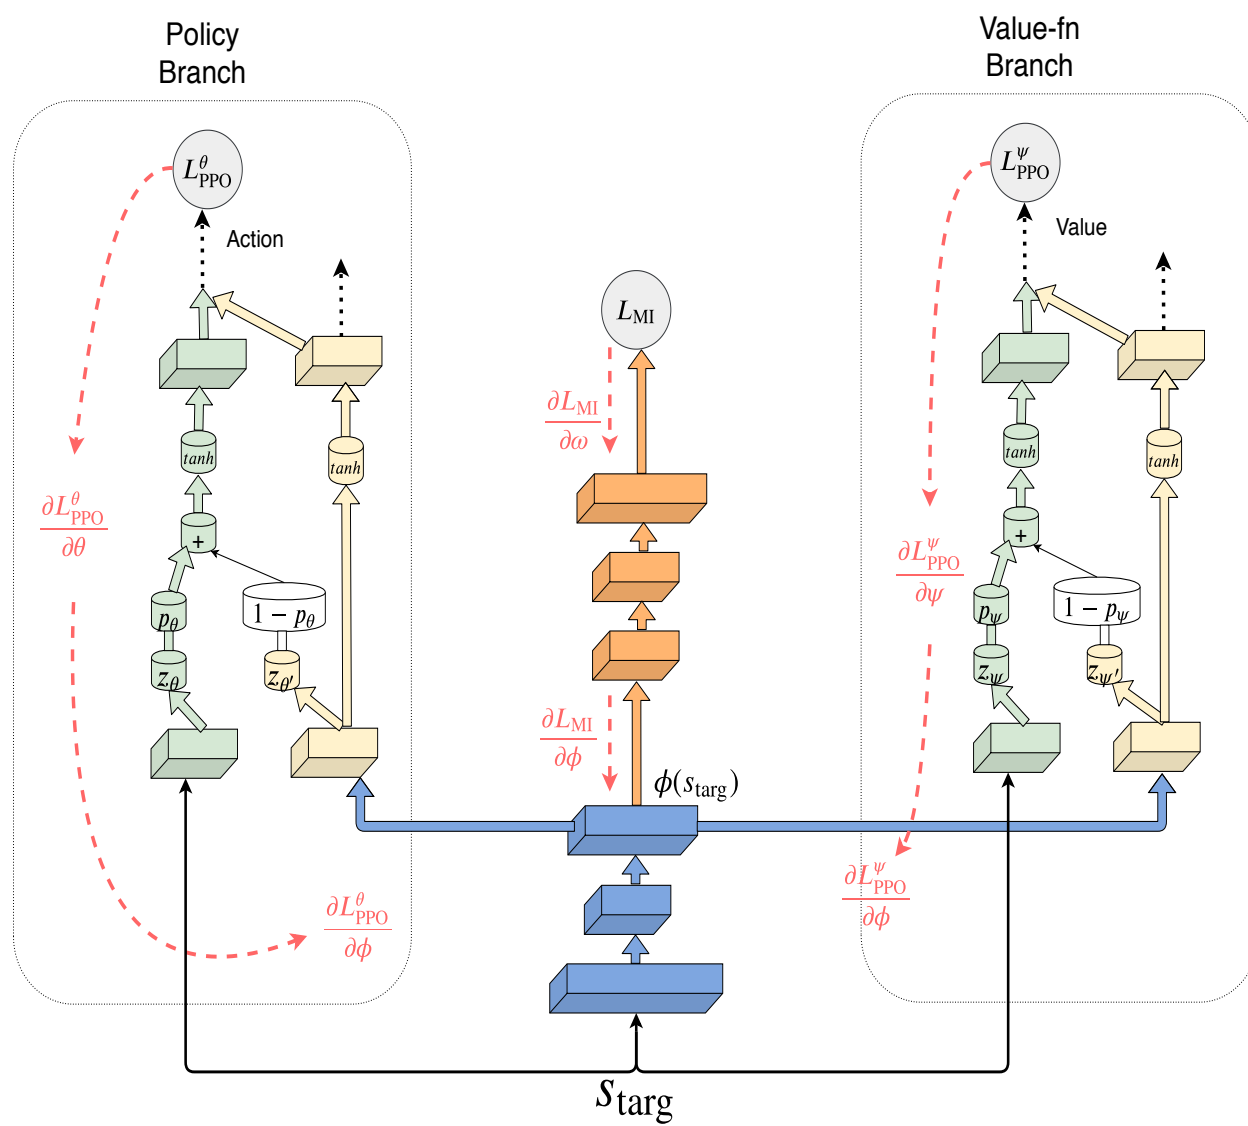 Policy
Branch
Value-fn
Branch
L^θ_PPO
L^ψ_PPO
Action
Value
L_MI
∂L_MI
∂ω
tanh
tanh
tanh
tanh
∂L^θ_PPO
∂θ
+
+
∂L^ψ_PPO
∂ψ
p_θ
1 − p_θ
p_ψ
1 − p_ψ
z_θ
z_θ'
z_ψ
z_ψ'
∂L_MI
∂ϕ
ϕ(s_targ)
∂L^θ_PPO
∂ϕ
∂L^ψ_PPO
∂ϕ
s_targ